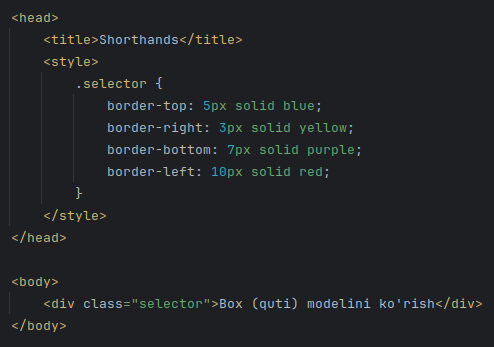 <head>
<title>Shorthands</title>
<style>
.selector {
border-top: 5px solid blue;
border-right: 3px solid yellow;
border-bottom: 7px solid purple;
border-left: 10px solid red;
}
</style>
</head>
<body>
<div class="selector">Box (quti) modelini ko'rish</div>
</body>